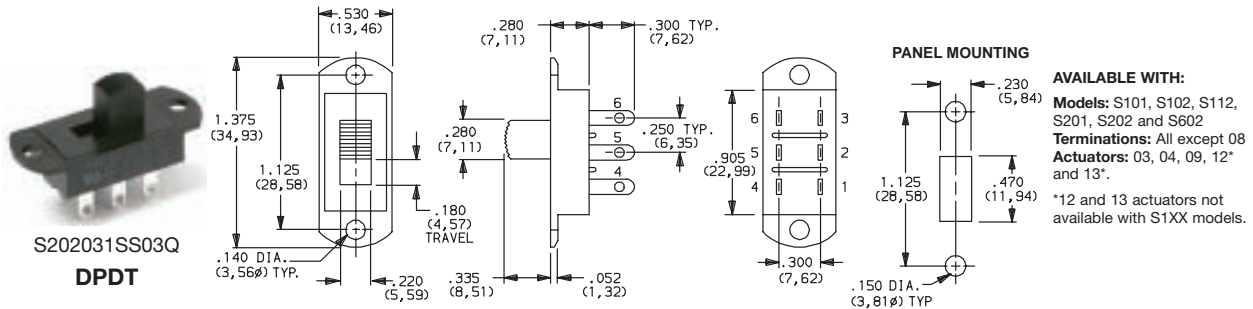 S202031SS03Q
DPDT
.530
(13,46)
1.375
(34,93)
1.125
(28,58)
.180
(4,57)
TRAVEL
.140 DIA.
(3,56ø) TYP.
.220
(5,59)
.280
(7,11)
.300 TYP.
(7,62)
.280
(7,11)
6
5
4
.250 TYP.
(6,35)
.335
(8,51)
.052
(1,32)
.905
(22,99)
6 3
5 2
4 1
.300
(7,62)
PANEL MOUNTING
.230
(5,84)
1.125
(28,58)
.470
(11,94)
.150 DIA.
(3,81ø) TYP
AVAILABLE WITH:
Models: S101, S102, S112,
S201, S202 and S602
Terminations: All except 08
Actuators: 03, 04, 09, 12*
and 13*.
*12 and 13 actuators not
available with S1XX models.